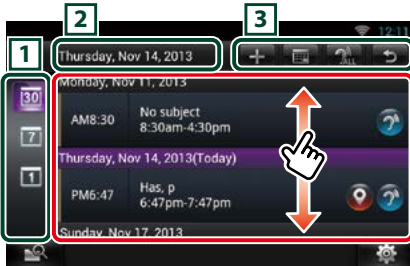 1
2
3
12:11
Thursday, Nov 14, 2013
ALL
30
7
1
Monday, Nov 11, 2013
AM8:30
No subject
8:30am-4:30pm
Thursday, Nov 14, 2013(Today)
PM6:47
Has, p
6:47pm-7:47pm
Sunday, Nov 17, 2013